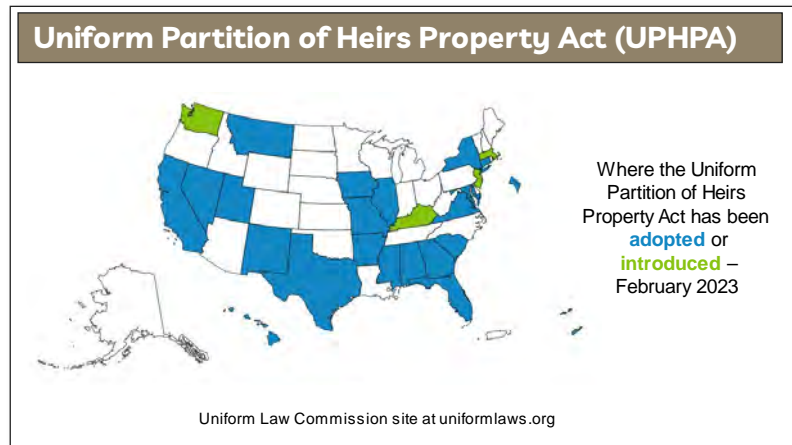 Uniform Partition of Heirs Property Act (UPHPA)
Where the Uniform
Partition of Heirs
Property Act has been
adopted or
introduced –
February 2023
Uniform Law Commission site at uniformlaws.org